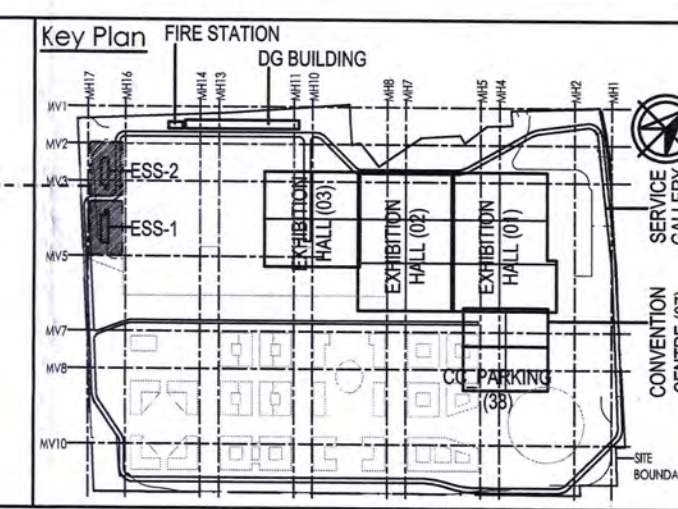 Key Plan
FIRE STATION
DG BUILDING
MH17
MH16
MH14
MH13
MH11
MH10
MH8
MH7
MH5
MH4
MH2
MH1
MV1
MV2
MV3
MV5
MV7
MV8
MV10
ESS-2
ESS-1
EXHIBITION
HALL (03)
EXHIBITION
HALL (02)
EXHIBITION
HALL (01)
SERVICE
GALLERY
CONVENTION
CC PARKING
(38)
SITE